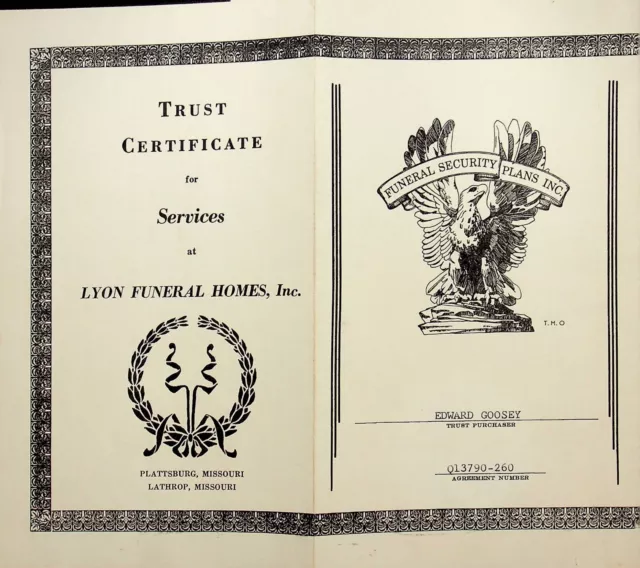 TRUST
CERTIFICATE
for
Services
at
LYON FUNERAL HOMES, Inc.
PLATTSBURG, MISSOURI
LATHROP, MISSOURI
FUNERAL SECURITY PLANS INC.
T.M.O
EDWARD GOOSEY
TRUST PURCHASER
Q13790-260
AGREEMENT NUMBER